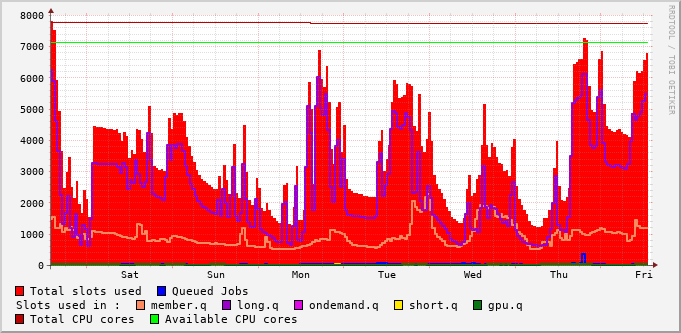 8000
7000
6000
5000
4000
3000
2000
1000
0
Sat Sun Mon Tue Wed Thu Fri
RRDTOOL / TOBI OETIKER
Total slots used Queued Jobs
Slots used in : member.q long.q ondemand.q short.q gpu.q
Total CPU cores Available CPU cores